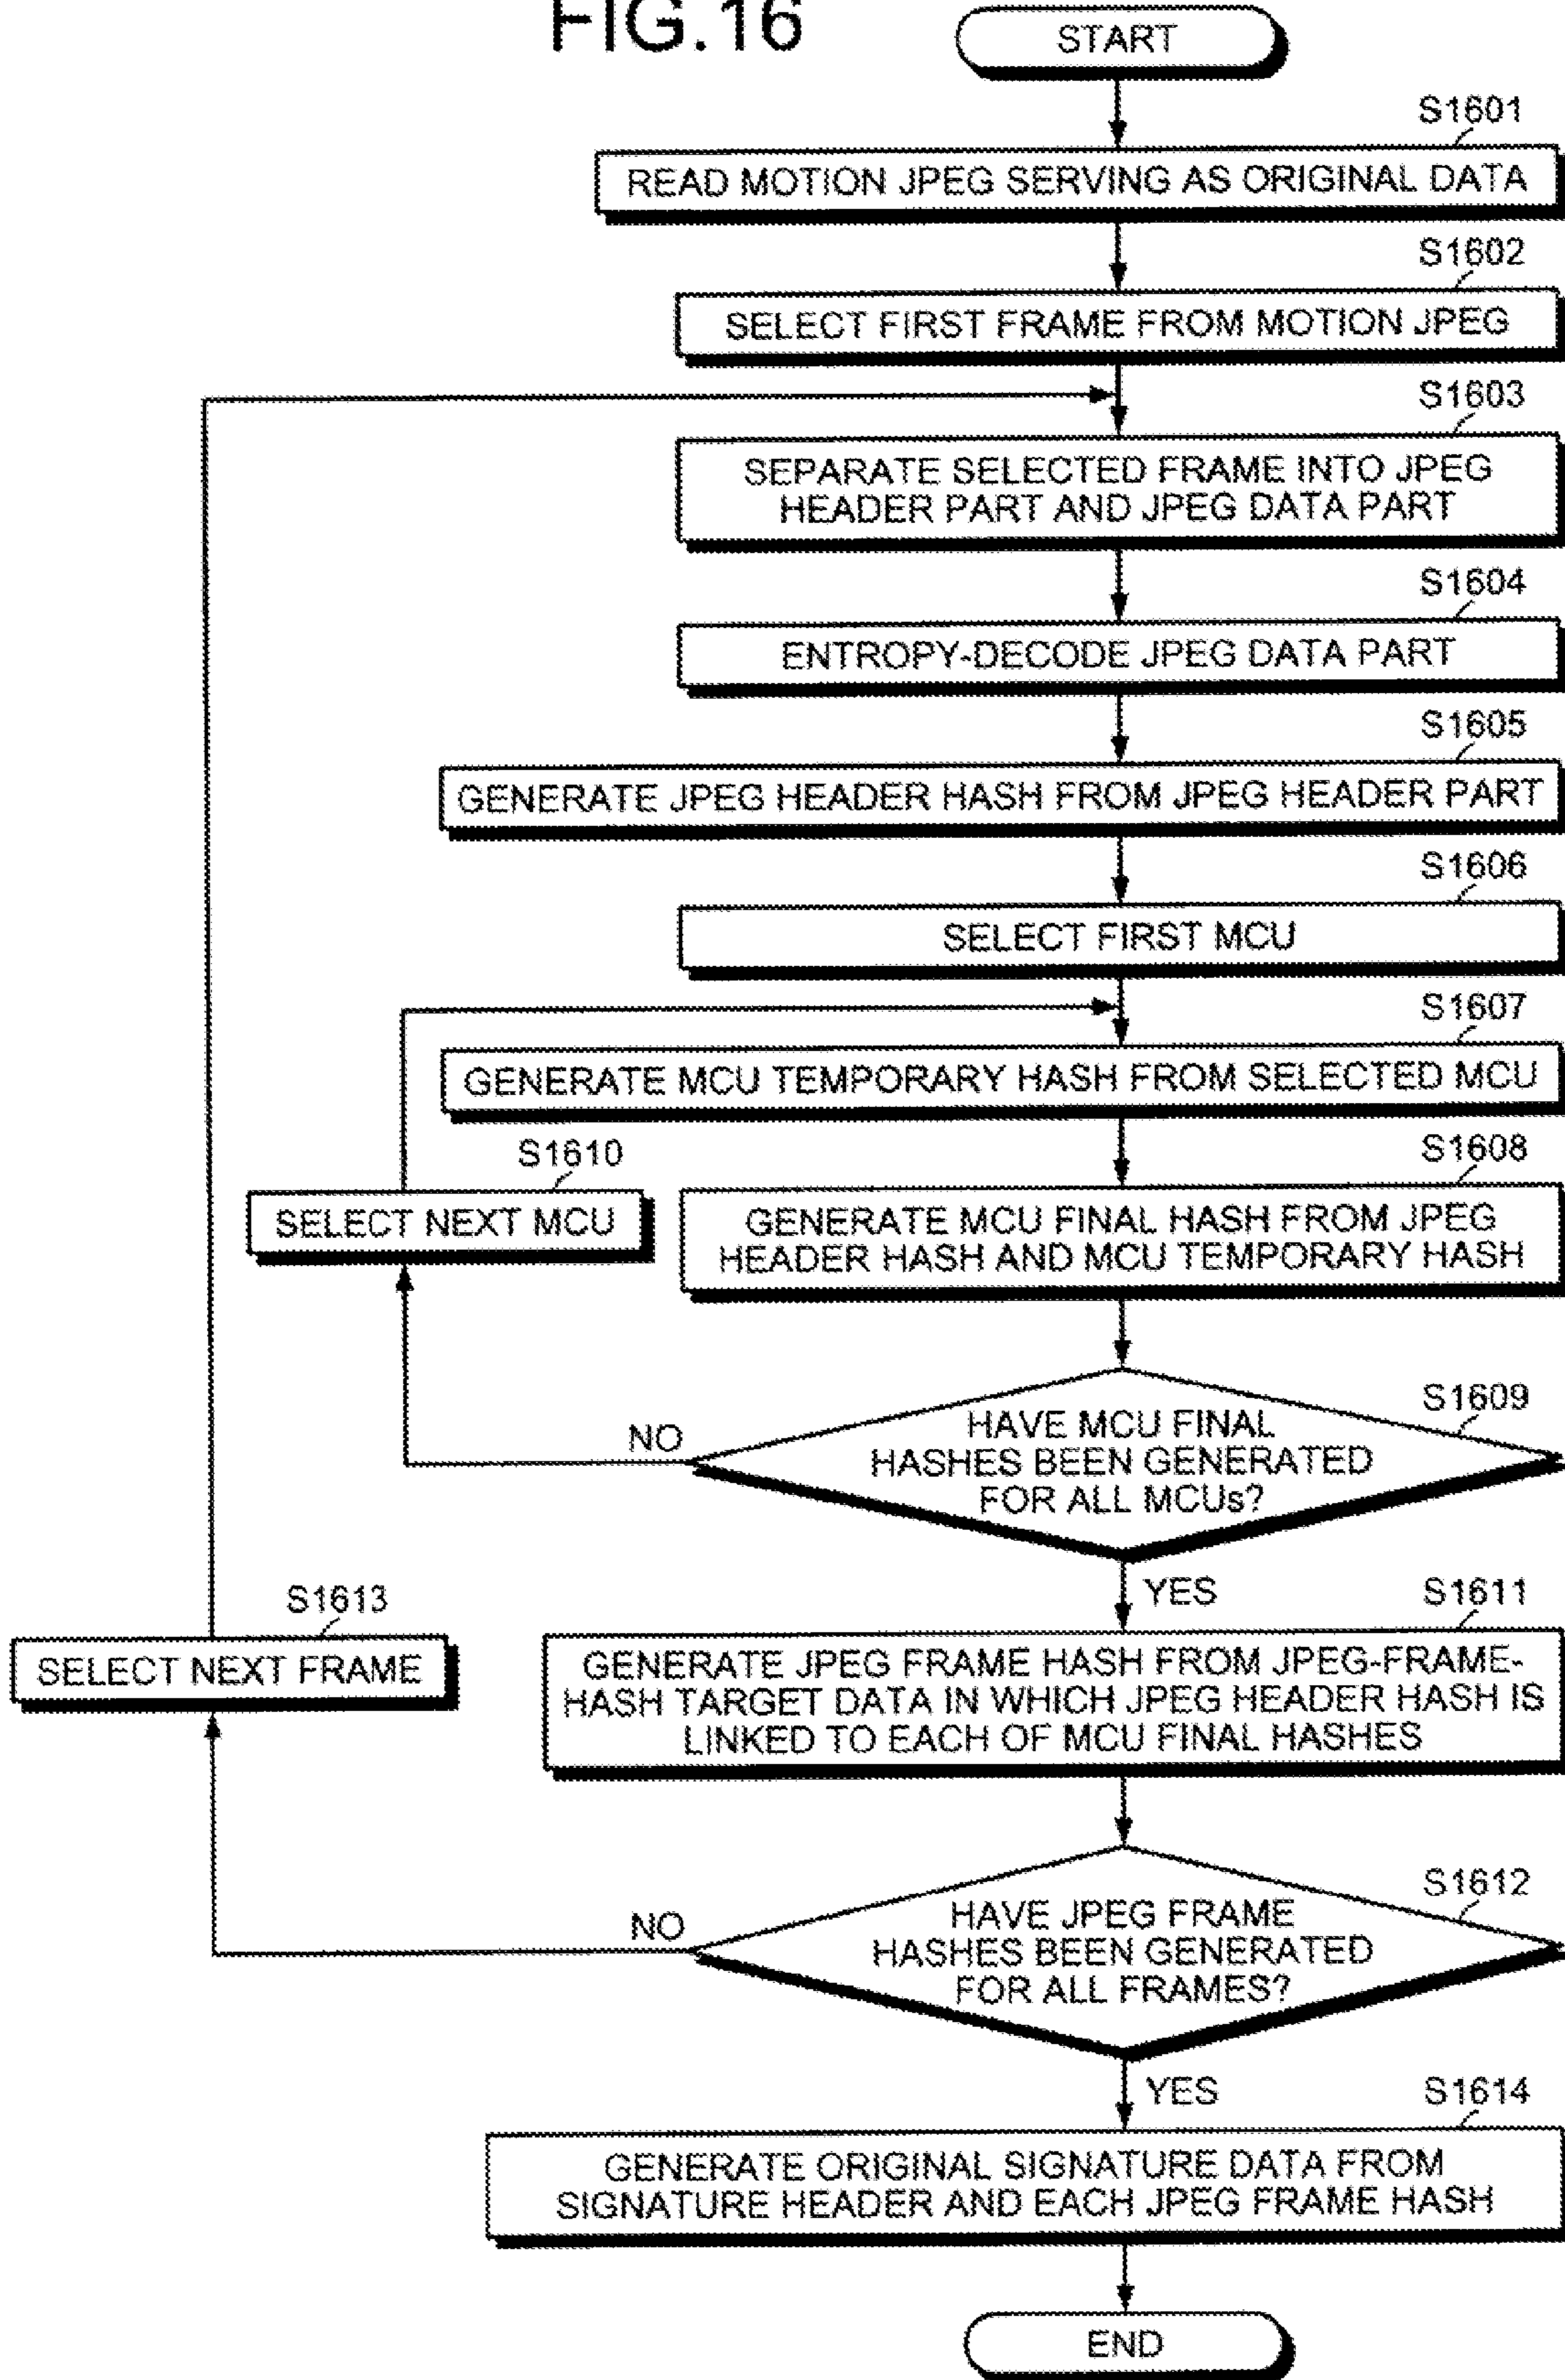 FIG.16
START
S1601
READ MOTION JPEG SERVING AS ORIGINAL DATA
S1602
SELECT FIRST FRAME FROM MOTION JPEG
S1603
SEPARATE SELECTED FRAME INTO JPEG
HEADER PART AND JPEG DATA PART
S1604
ENTROPY-DECODE JPEG DATA PART
S1605
GENERATE JPEG HEADER HASH FROM JPEG HEADER PART
S1606
SELECT FIRST MCU
S1607
GENERATE MCU TEMPORARY HASH FROM SELECTED MCU
S1610
SELECT NEXT MCU
S1608
GENERATE MCU FINAL HASH FROM JPEG
HEADER HASH AND MCU TEMPORARY HASH
S1609
NO
HAVE MCU FINAL
HASHES BEEN GENERATED
FOR ALL MCUs?
YES
S1613
SELECT NEXT FRAME
S1611
GENERATE JPEG FRAME HASH FROM JPEG-FRAME-
HASH TARGET DATA IN WHICH JPEG HEADER HASH IS
LINKED TO EACH OF MCU FINAL HASHES
S1612
NO
HAVE JPEG FRAME
HASHES BEEN GENERATED
FOR ALL FRAMES?
YES
S1614
GENERATE ORIGINAL SIGNATURE DATA FROM
SIGNATURE HEADER AND EACH JPEG FRAME HASH
END